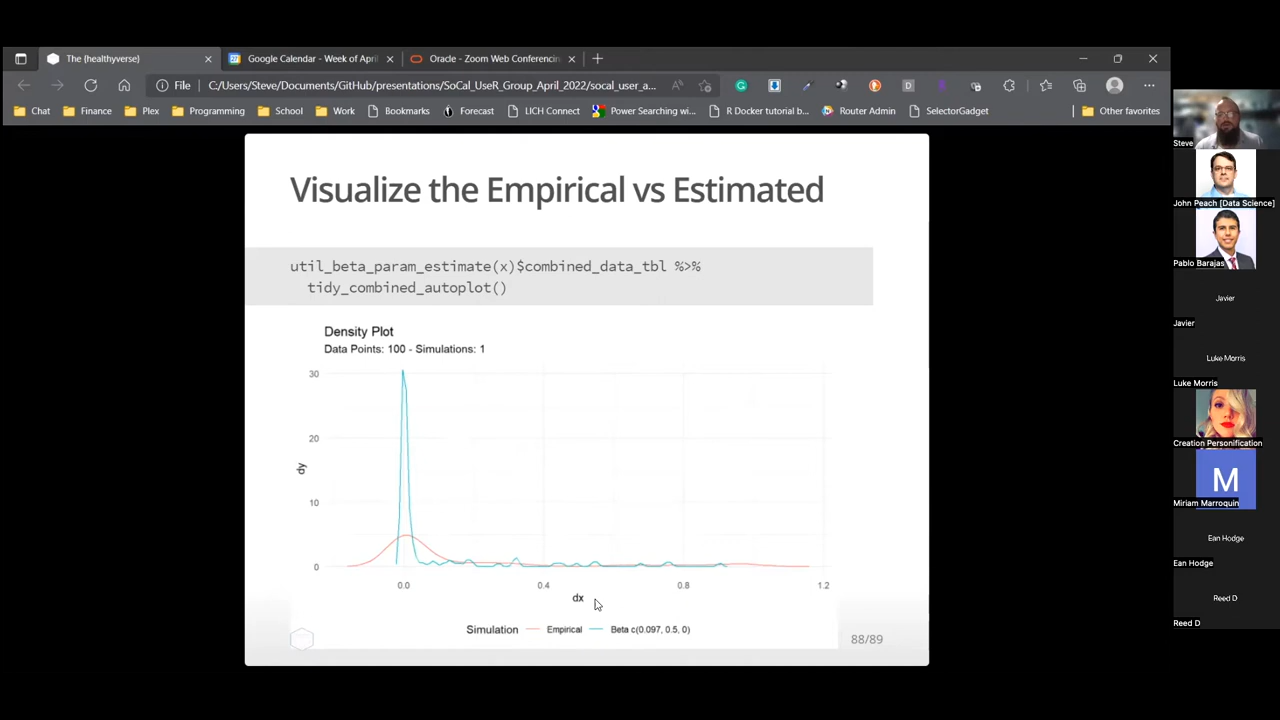 The {healthyverse}
Google Calendar - Week of April
Oracle - Zoom Web Conferencin
File
C:/Users/Steve/Documents/GitHub/presentations/SoCal_UseR_Group_April_2022/socal_user_a...
Chat
Finance
Plex
Programming
School
Work
Bookmarks
Forecast
LICH Connect
Power Searching wi...
R Docker tutorial b...
Router Admin
SelectorGadget
Other favorites
Visualize the Empirical vs Estimated
util_beta_param_estimate(x)$combined_data_tbl %>%
tidy_combined_autoplot()
Density Plot
Data Points: 100 - Simulations: 1
30
20
10
0
dy
0.0 0.4 0.8 1.2
dx
Simulation Empirical Beta c(0.097, 0.5, 0)
88/89
Steve
John Peach [Data Science]
Pablo Barajas
Javier
Javier
Luke Morris
Luke Morris
Creation Personification
M
Miriam Marroquin
Ean Hodge
Ean Hodge
Reed D
Reed D